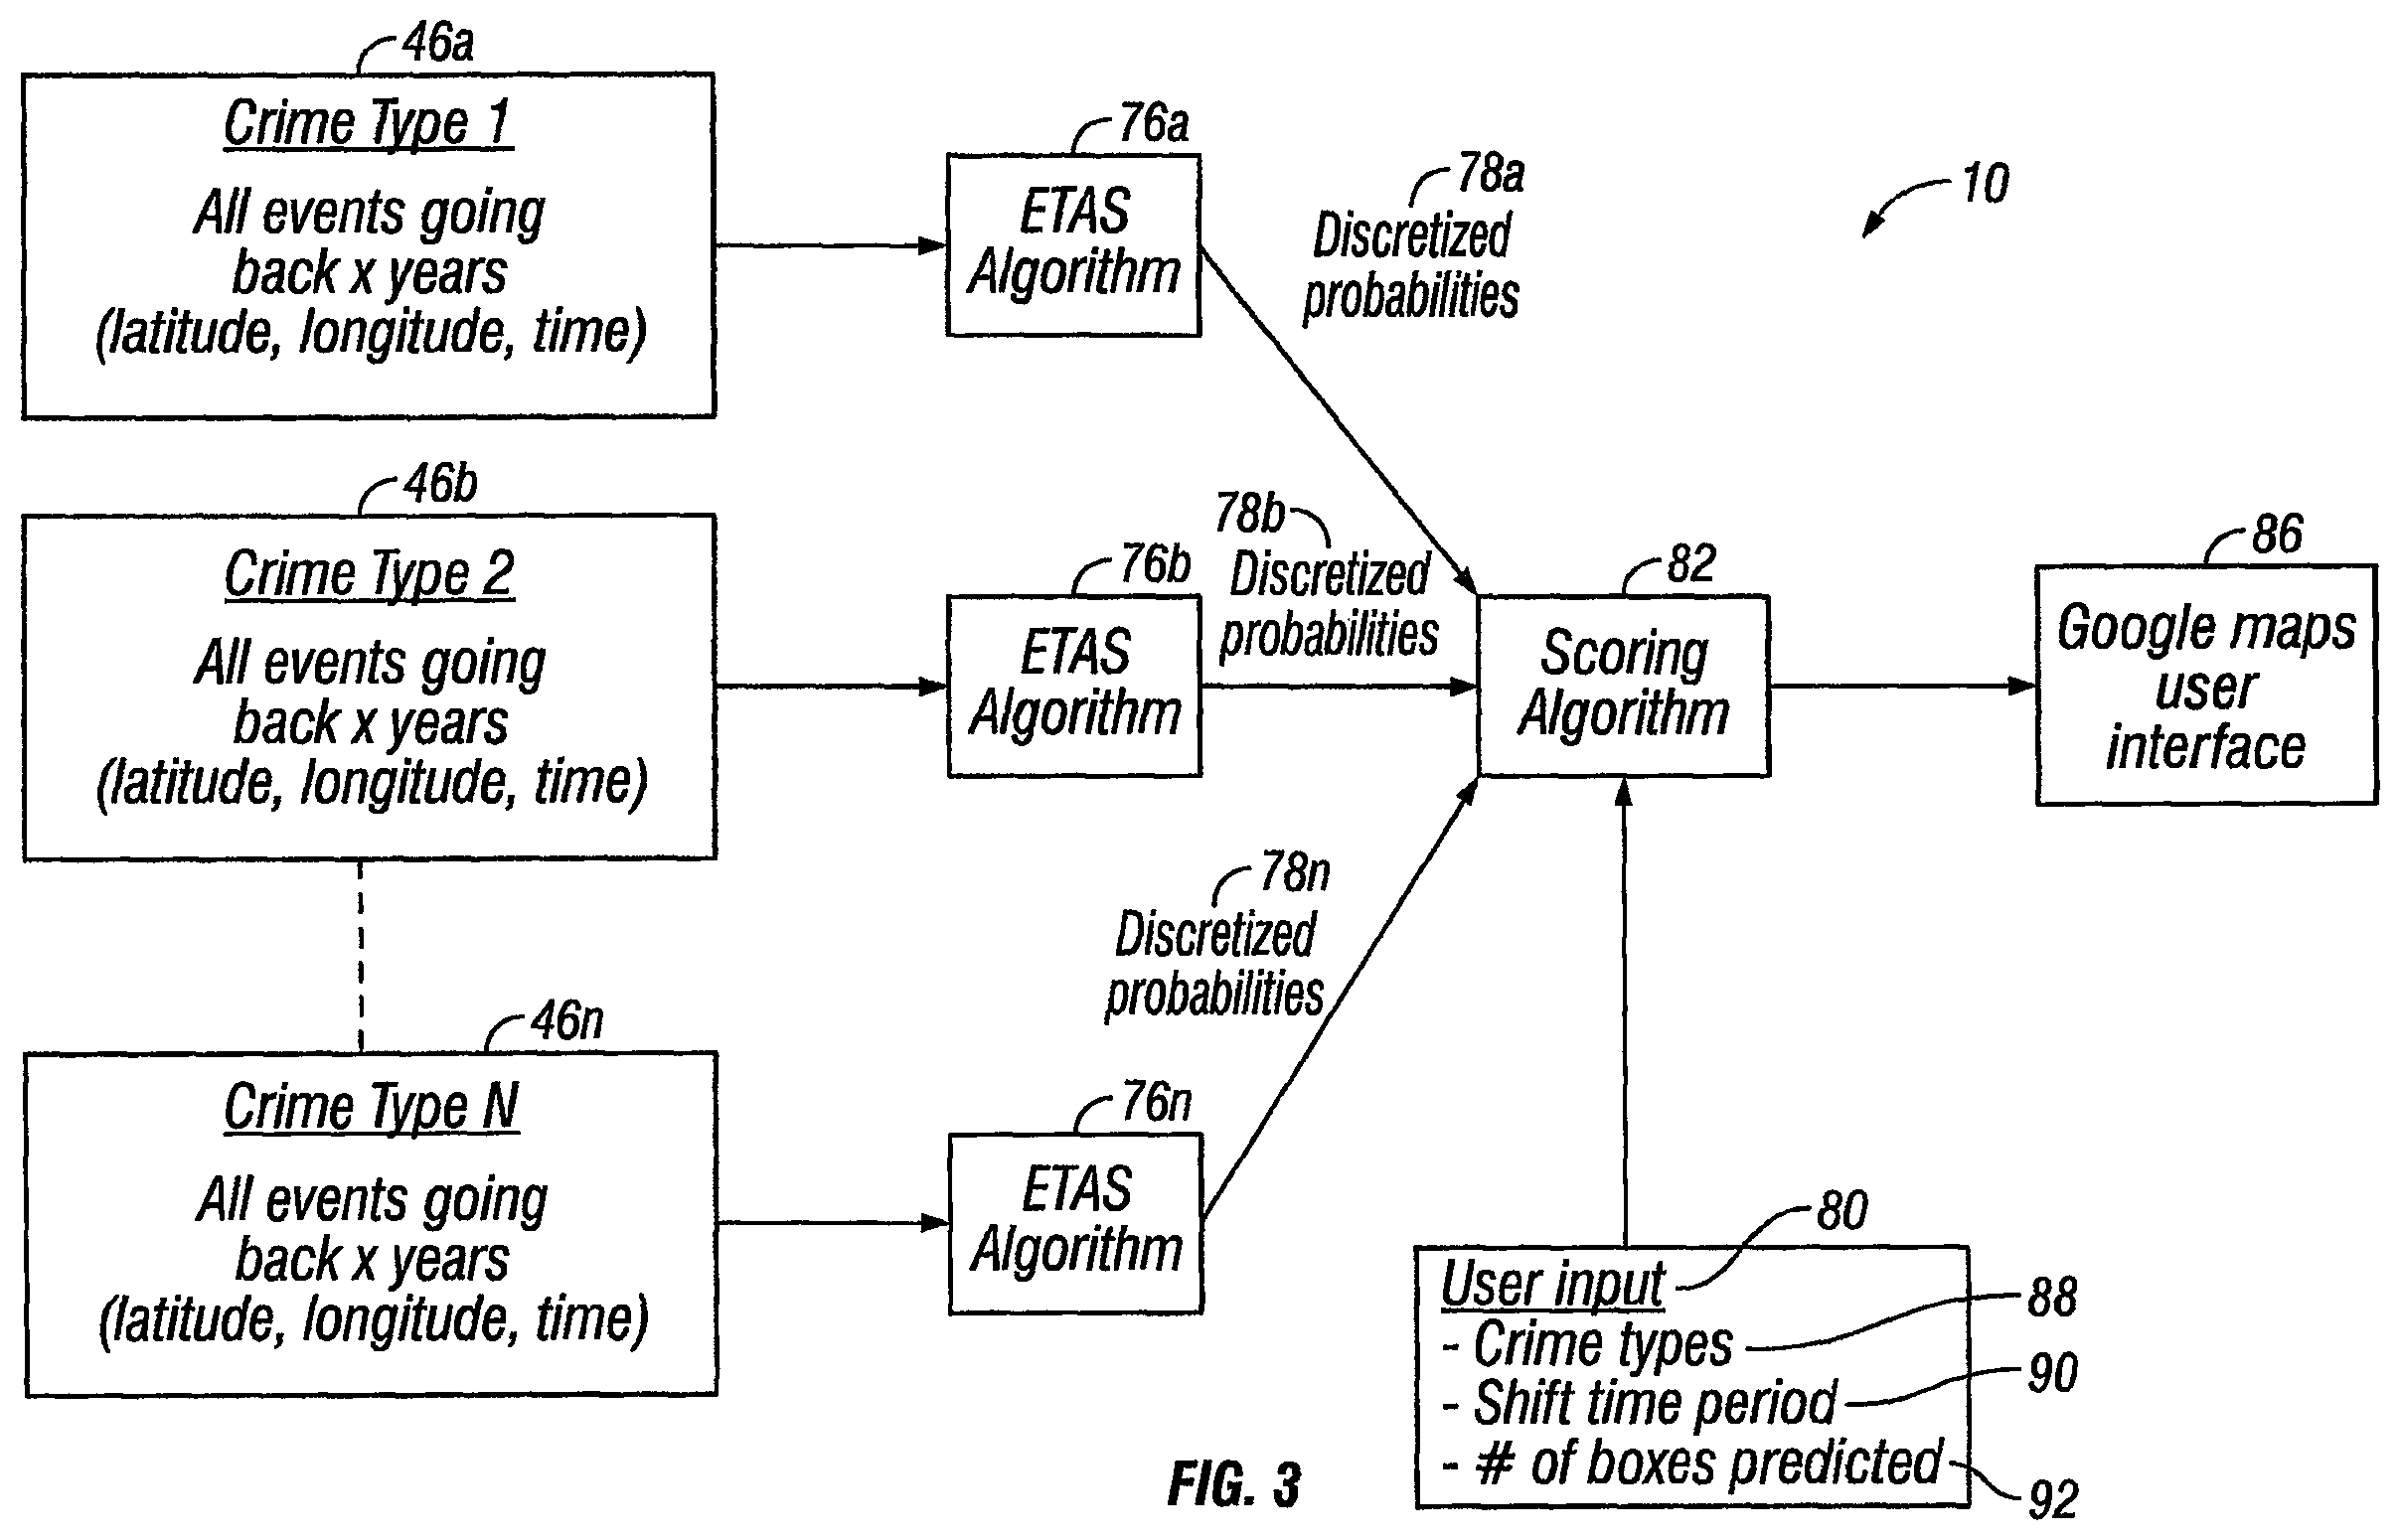 46a
Crime Type 1
All events going
back x years
(latitude, longitude, time)
76a
ETAS
Algorithm
78a
Discretized
probabilities
10
46b
Crime Type 2
All events going
back x years
(latitude, longitude, time)
76b
ETAS
Algorithm
78b
Discretized
probabilities
82
Scoring
Algorithm
86
Google maps
user
interface
46n
Crime Type N
All events going
back x years
(latitude, longitude, time)
76n
ETAS
Algorithm
78n
Discretized
probabilities
80
User input
- Crime types
88
- Shift time period
90
- # of boxes predicted
92
FIG. 3